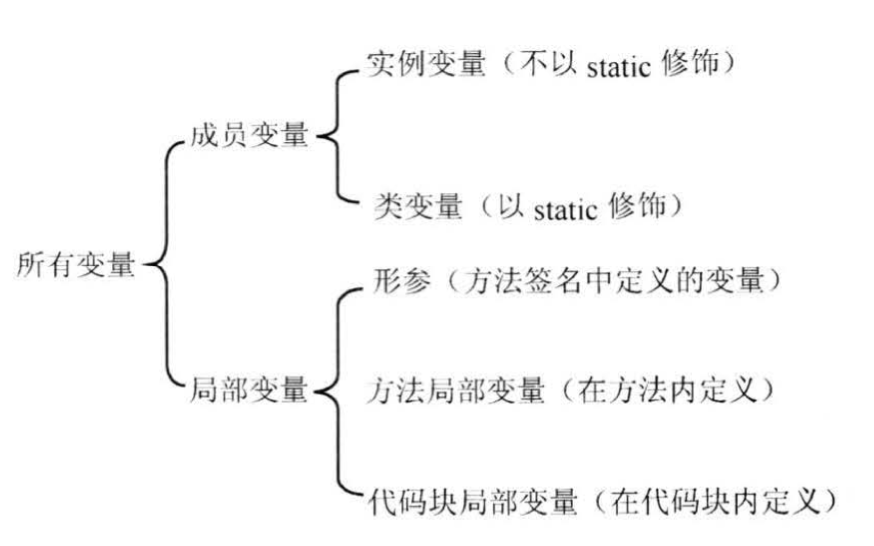 实例变量（不以 static 修饰）
成员变量
类变量（以 static 修饰）
所有变量
形参（方法签名中定义的变量）
局部变量
方法局部变量（在方法内定义）
代码块局部变量（在代码块内定义）